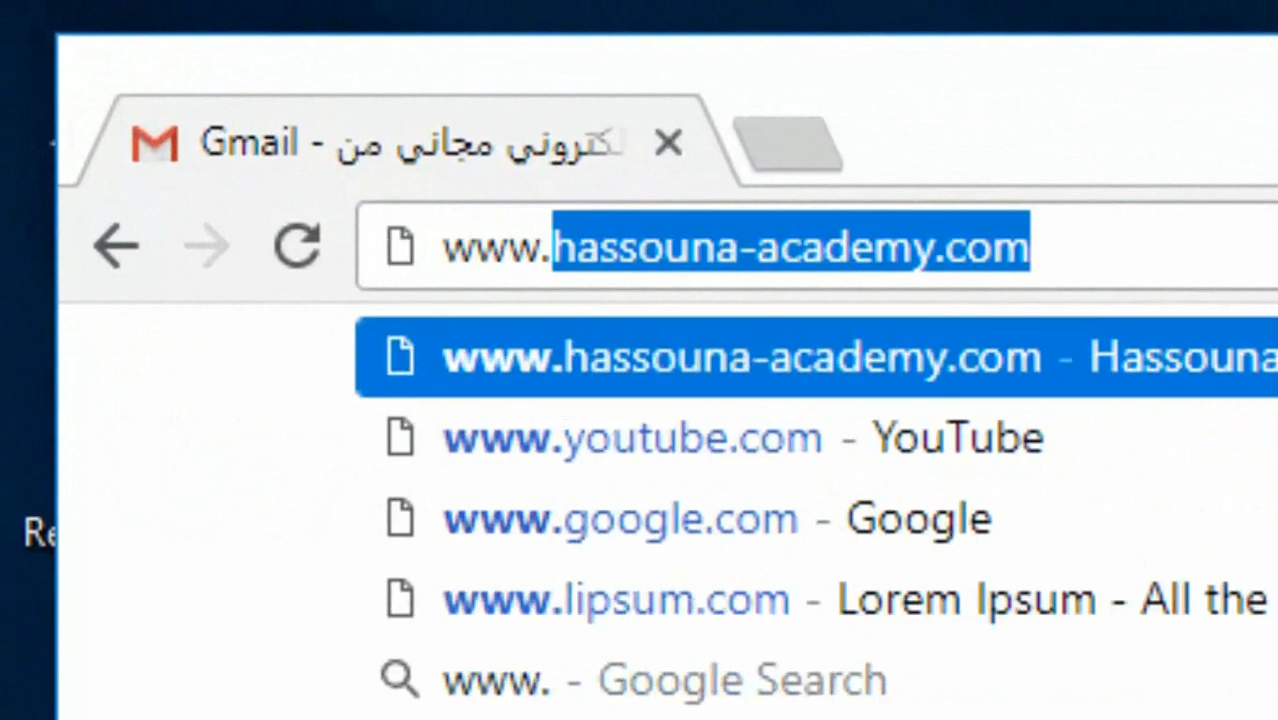 Gmail - لكتروني مجاني من
www.hassouna-academy.com
www.hassouna-academy.com - Hassouna
www.youtube.com - YouTube
www.google.com - Google
www.lipsum.com - Lorem Ipsum - All the
www. - Google Search